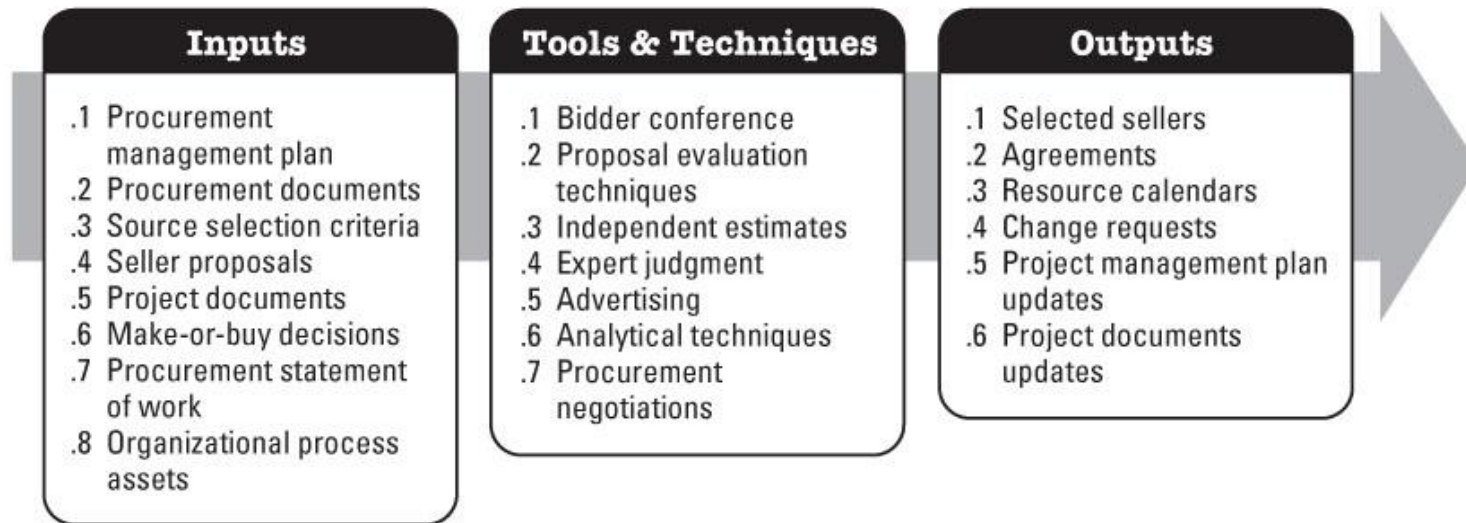 Inputs
.1 Procurement
management plan
.2 Procurement documents
.3 Source selection criteria
.4 Seller proposals
.5 Project documents
.6 Make-or-buy decisions
.7 Procurement statement
of work
.8 Organizational process
assets
Tools & Techniques
.1 Bidder conference
.2 Proposal evaluation
techniques
.3 Independent estimates
.4 Expert judgment
.5 Advertising
.6 Analytical techniques
.7 Procurement
negotiations
Outputs
.1 Selected sellers
.2 Agreements
.3 Resource calendars
.4 Change requests
.5 Project management plan
updates
.6 Project documents
updates